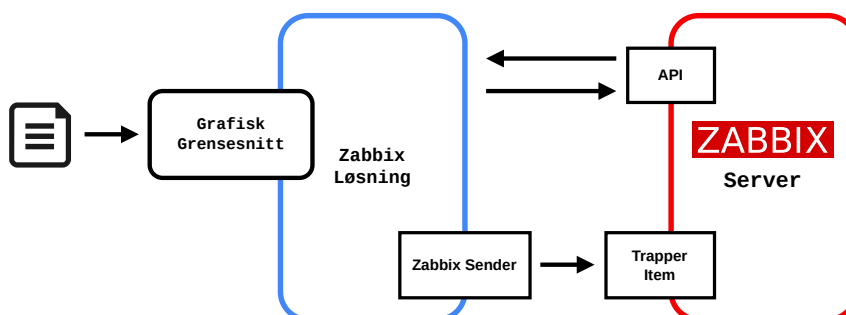 Grafisk
Grensesnitt
Zabbix
Løsning
Zabbix Sender
API
ZABBIX
Server
Trapper
Item